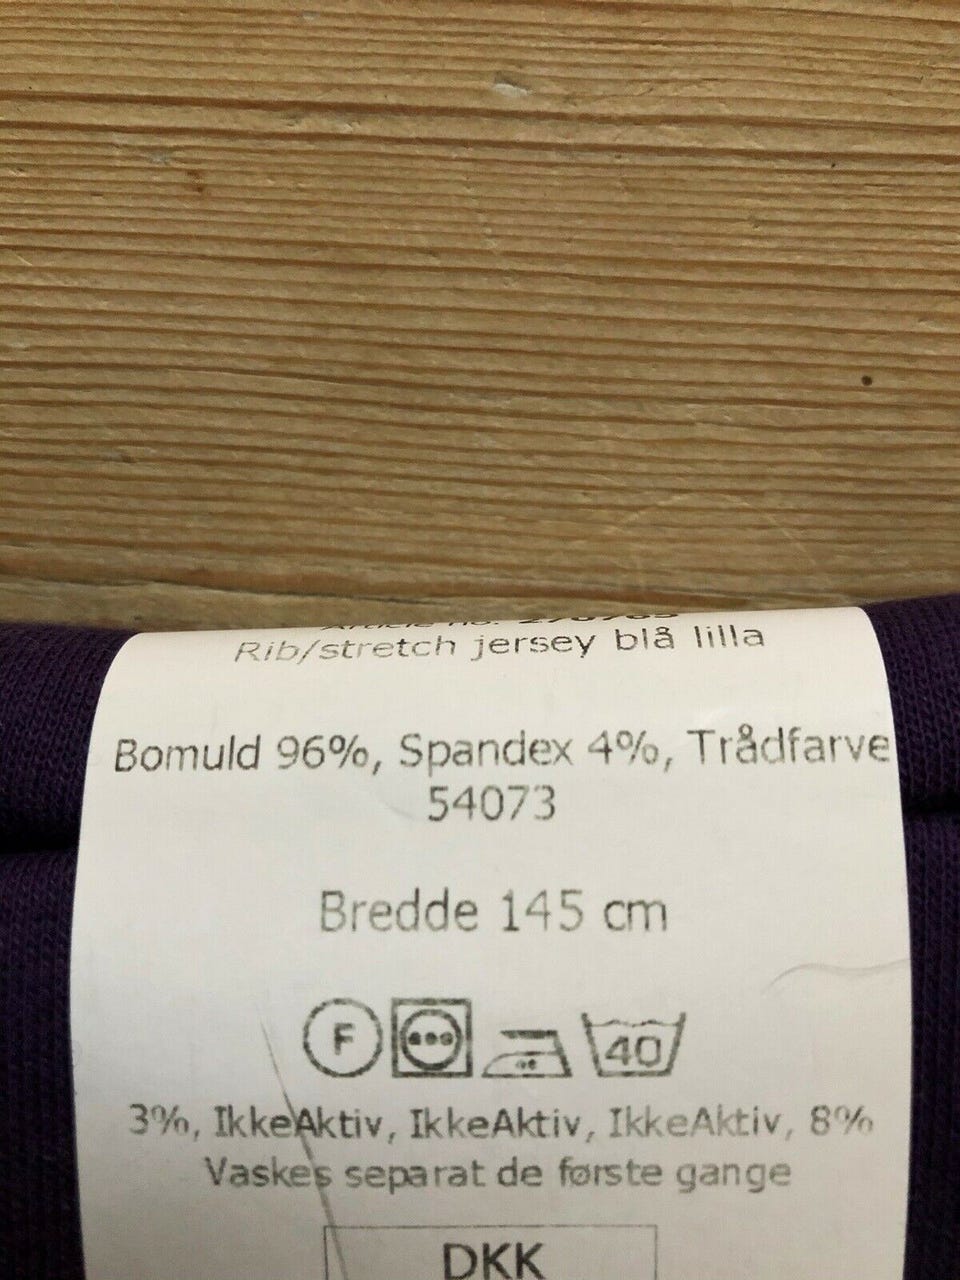 Rib/stretch jersey blå lilla
Bomuld 96%, Spandex 4%, Trådfarve
54073
Bredde 145 cm
F
40
3%, IkkeAktiv, IkkeAktiv, IkkeAktiv, 8%
Vaskes separat de første gange
DKK